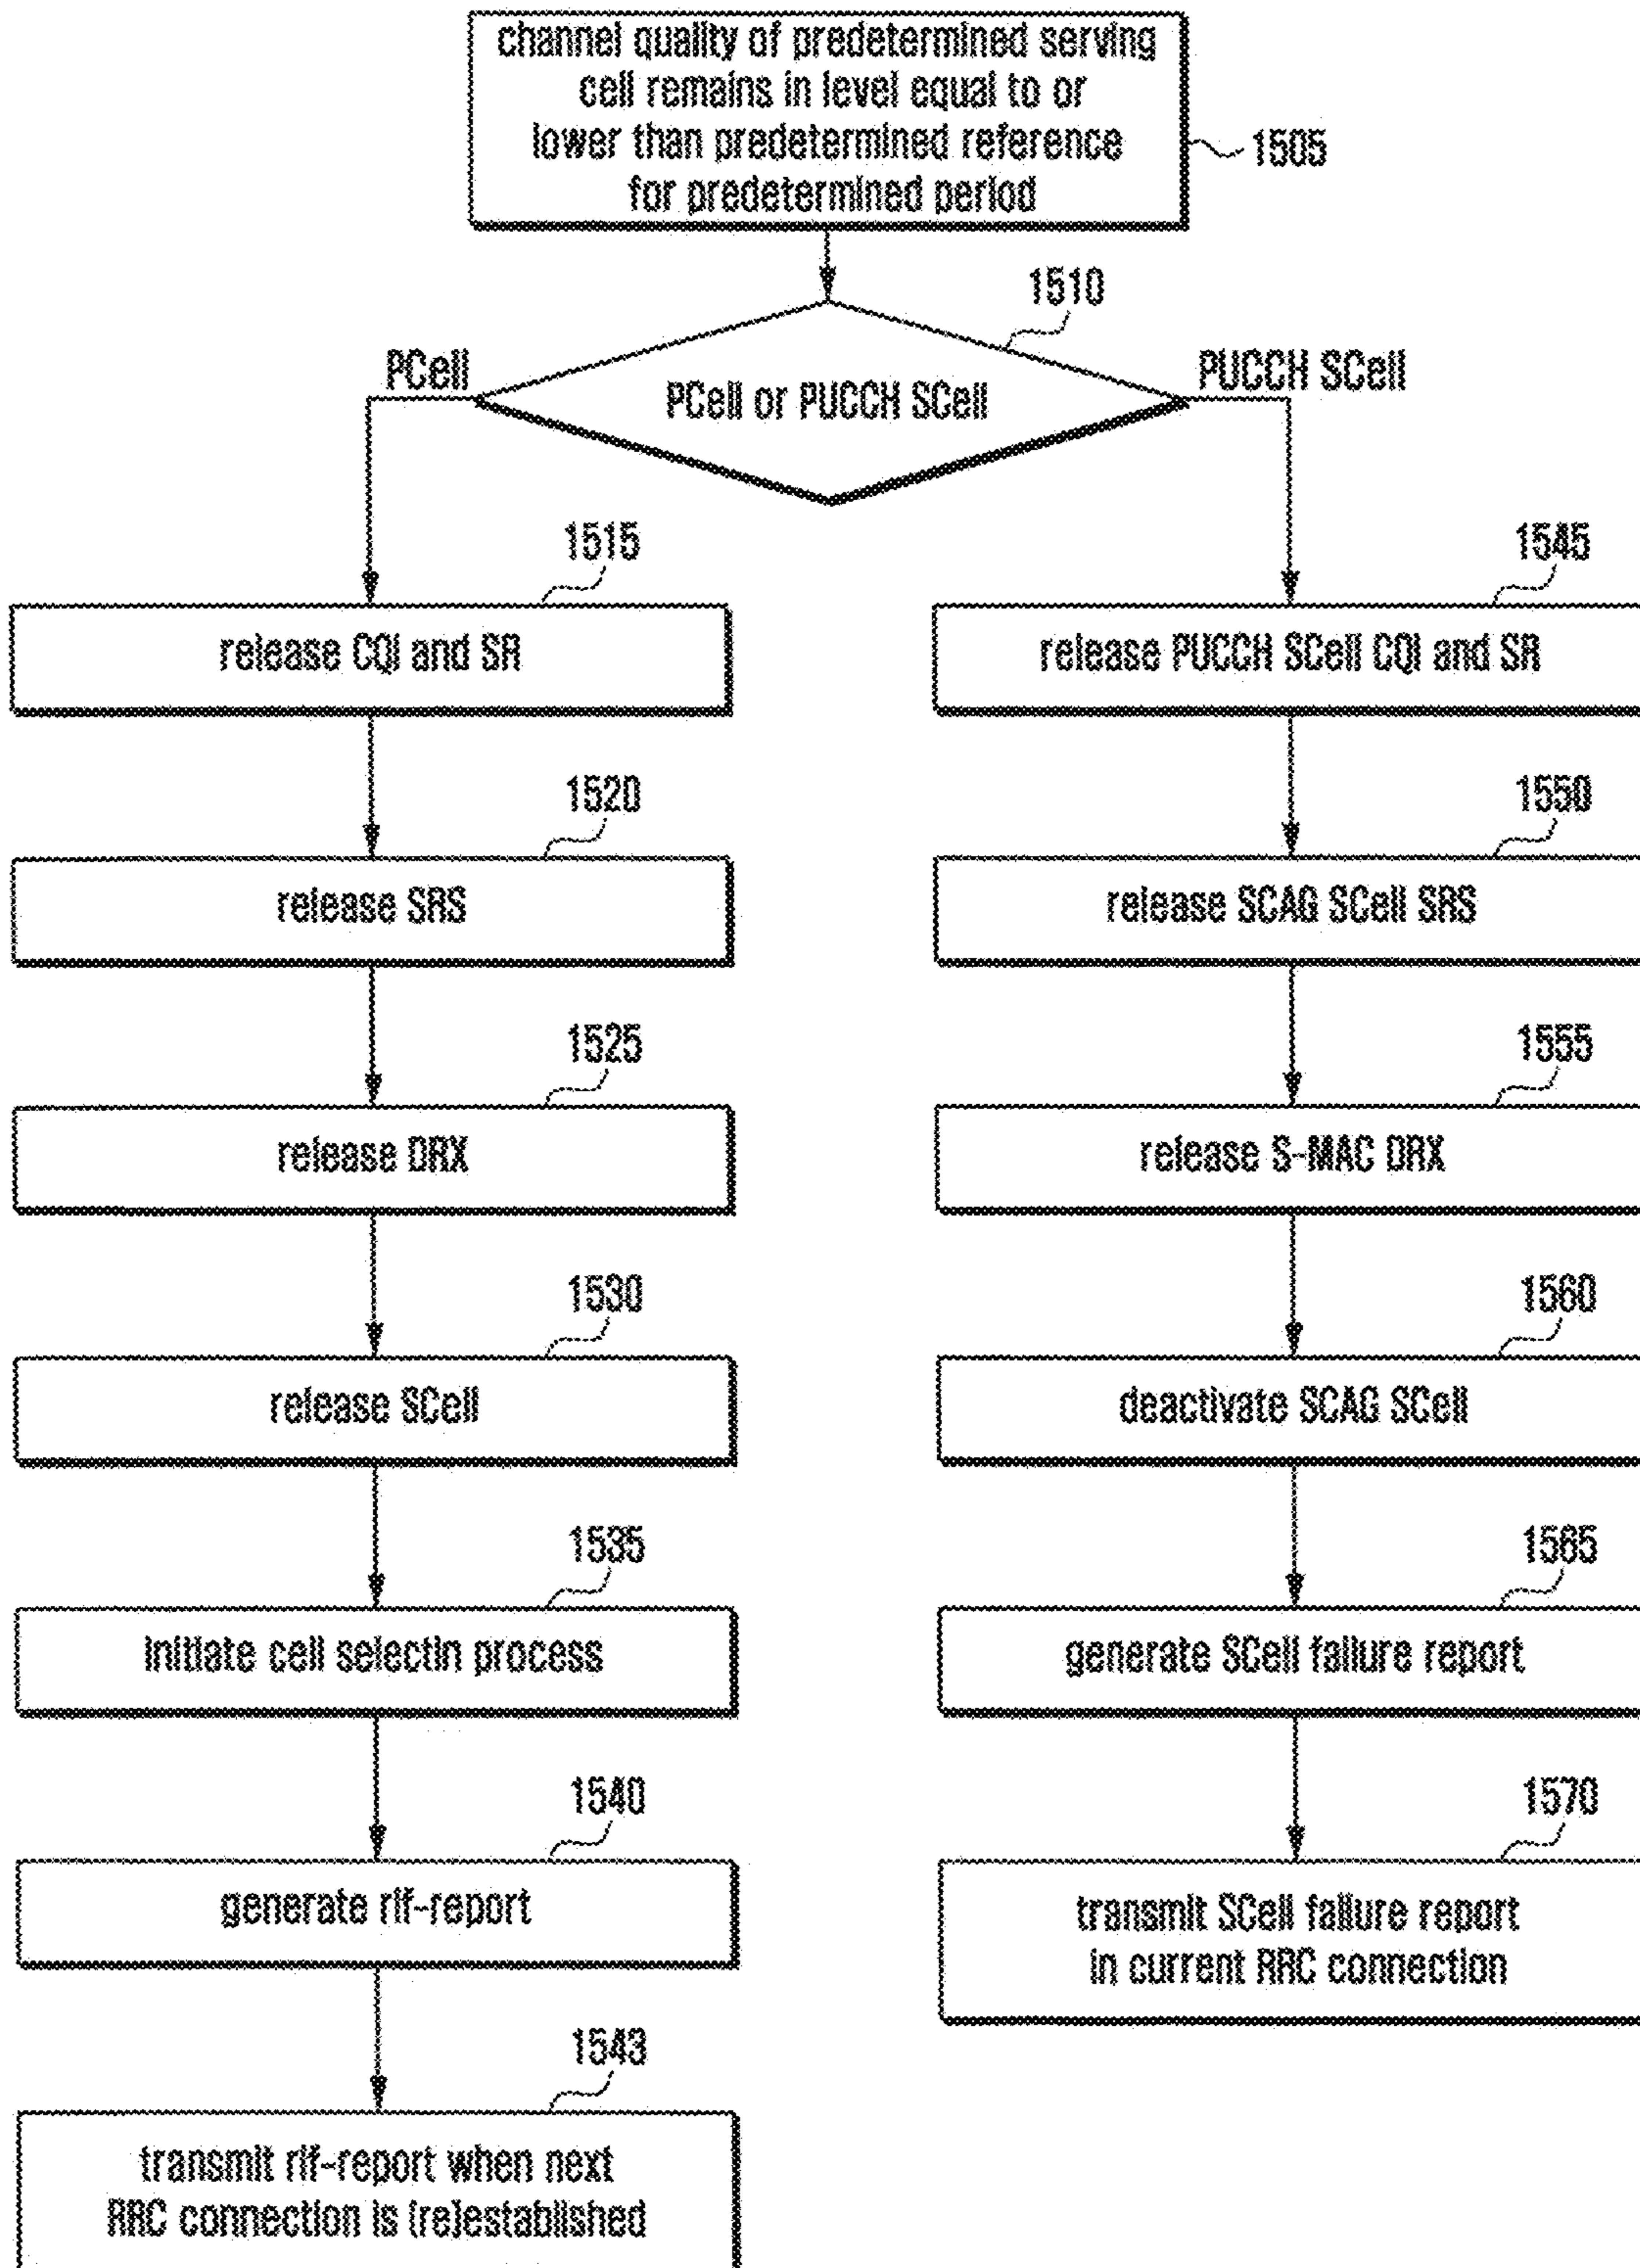 channel quality of predetermined serving
cell remains in level equal to or
lower than predetermined reference
for predetermined period
1505
1510
PCell
PCell or PUCCH SCell
PUCCH SCell
1515
release CQI and SR
1520
release SRS
1525
release DRX
1530
release SCell
1535
initiate cell selectin process
1540
generate rlf-report
1543
transmit rlf-report when next
RRC connection is (re)established
1545
release PUCCH SCell CQI and SR
1550
release SCAG SCell SRS
1555
release S-MAC DRX
1560
deactivate SCAG SCell
1565
generate SCell failure report
1570
transmit SCell failure report
in current RRC connection